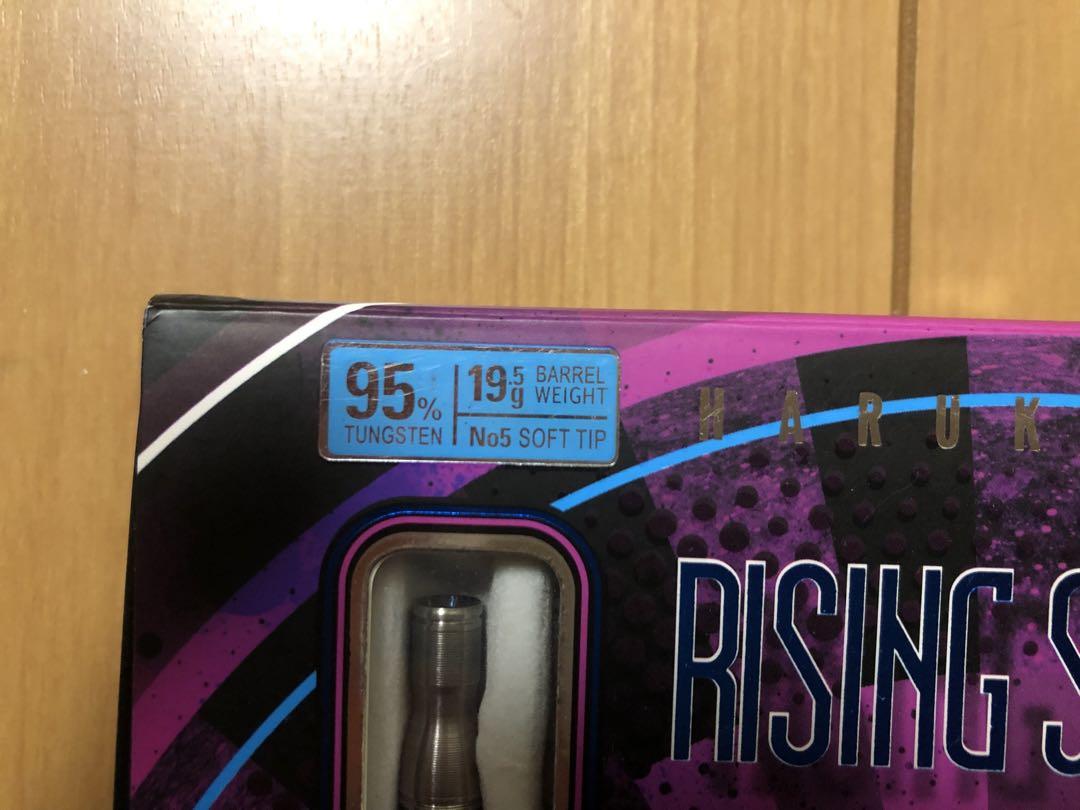 95% TUNGSTEN
19.5g BARREL WEIGHT
No5 SOFT TIP
HARUK
RISING S